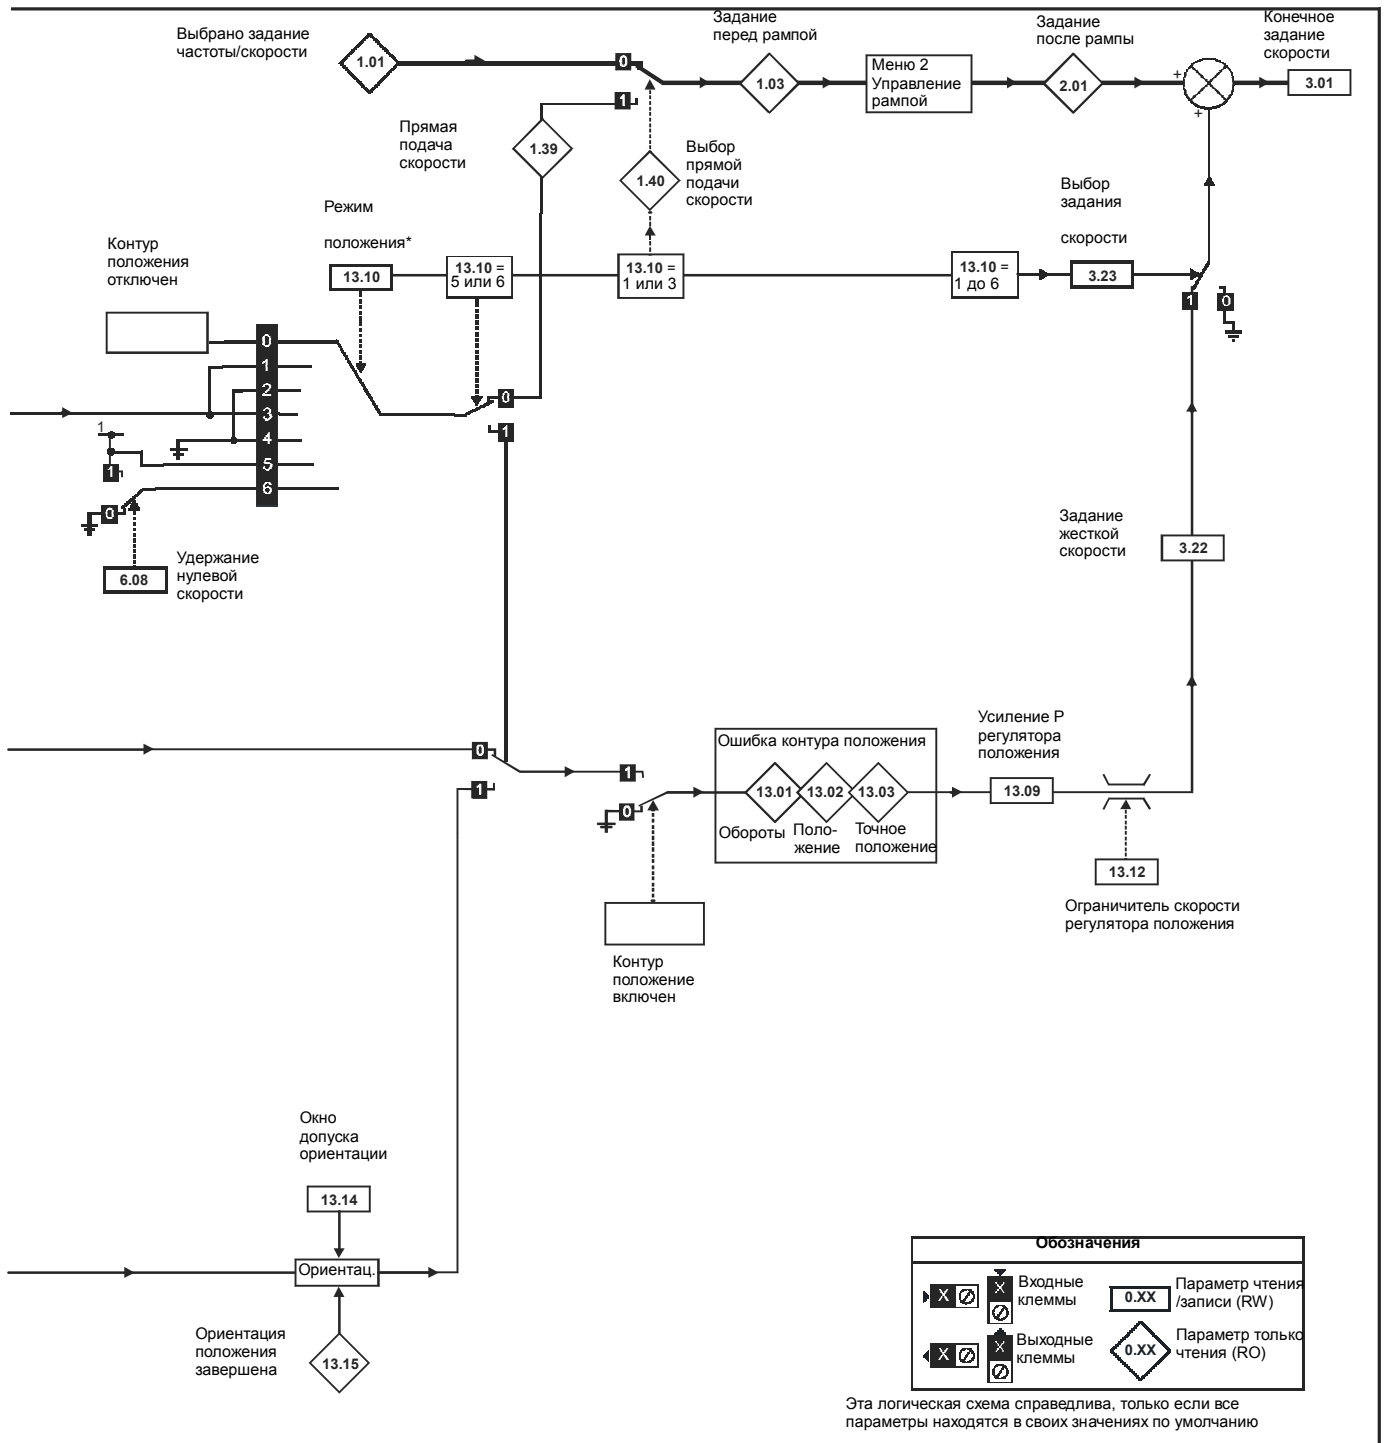 Выбрано задание
частоты/скорости
1.01
0
1
Задание
перед рампой
1.03
Меню 2
Управление
рампой
Задание
после рампы
2.01
+
+
Конечное
задание
скорости
3.01
Прямая
подача
скорости
1.39
1.40
Выбор
прямой
подачи
скорости
Выбор
задания
скорости
Режим
положения*
13.10
13.10 =
5 или 6
13.10 =
1 или 3
13.10 =
1 до 6
3.23
1
0
Контур
положения
отключен
0
1
2
3
4
5
6
0
1
1
1
0
6.08
Удержание
нулевой
скорости
Задание
жесткой
скорости
3.22
0
1
1
0
Ошибка контура положения
13.01
13.02
13.03
Обороты
Поло-
жение
Точное
положение
Усиление P
регулятора
положения
13.09
13.12
Ограничитель скорости
регулятора положения
Контур
положение
включен
Окно
допуска
ориентации
13.14
Ориентац.
Ориентация
положения
завершена
13.15
Обозначения
X
X
Входные
клеммы
0.XX
Параметр чтения
/записи (RW)
X
X
Выходные
клеммы
0.XX
Параметр только
чтения (RO)
Эта логическая схема справедлива, только если все
параметры находятся в своих значениях по умолчанию